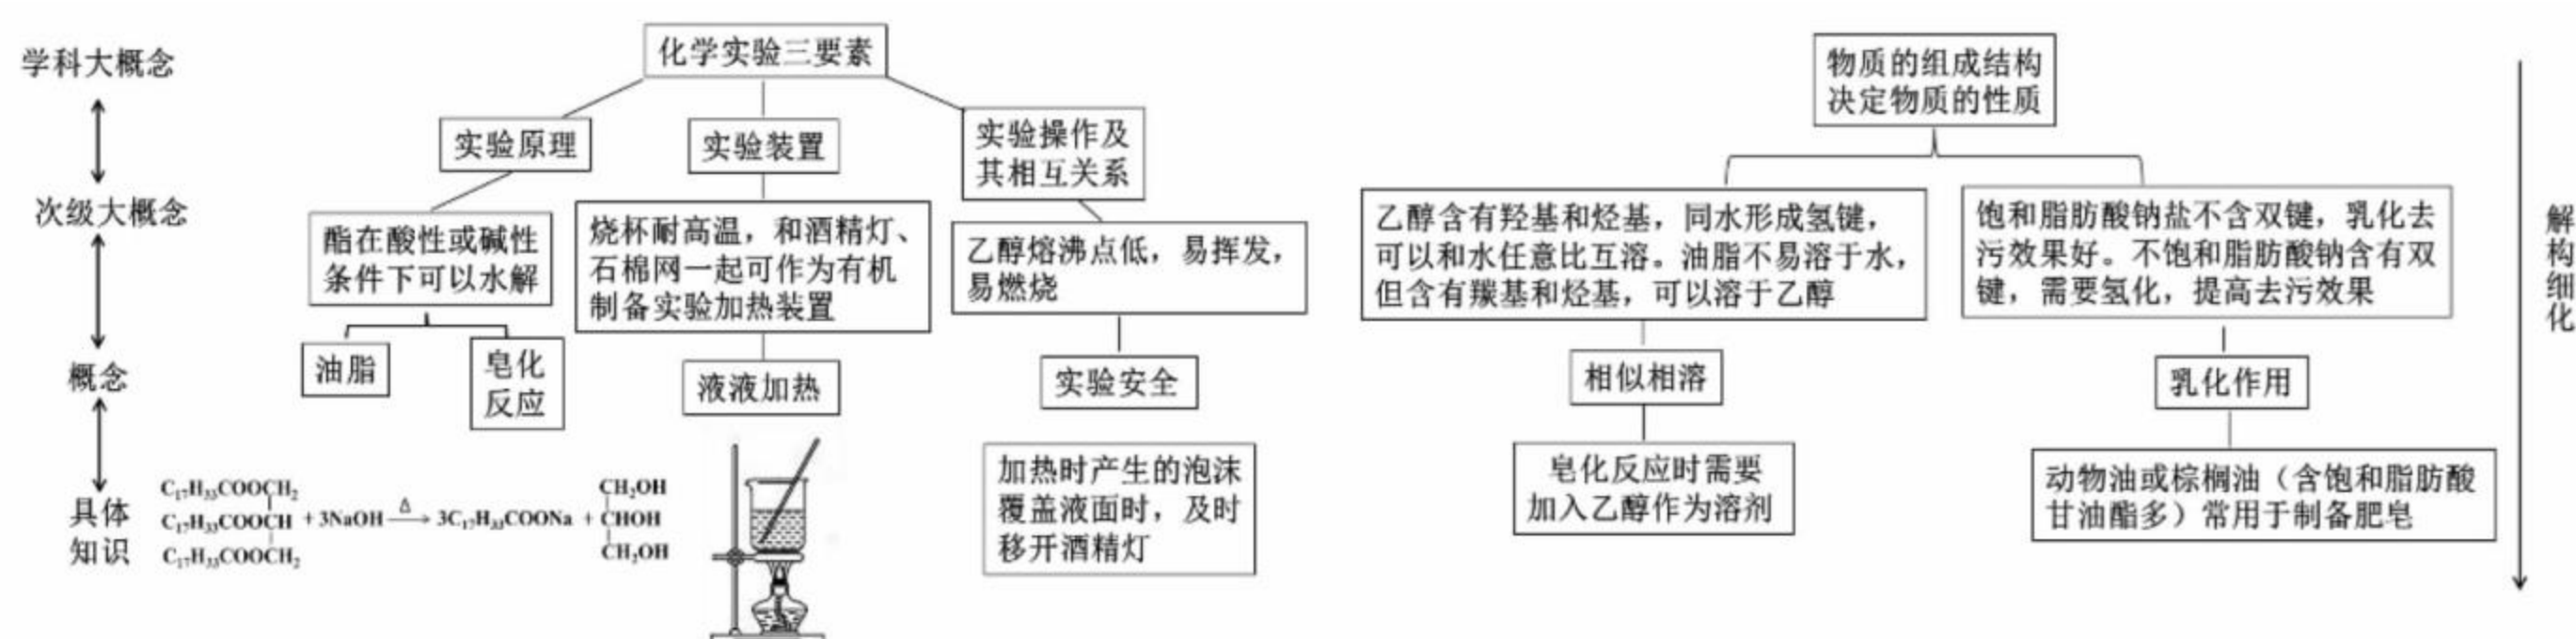 学科大概念
次级大概念
概念
具体
知识
化学实验三要素
实验原理
实验装置
实验操作及
其相互关系
酯在酸性或碱性
条件下可以水解
烧杯耐高温，和酒精灯、
石棉网一起可作为有机
制备实验加热装置
乙醇熔沸点低，易挥发，
易燃烧
油脂
皂化
反应
液液加热
实验安全
C₁₇H₃₃COOCH₂
C₁₇H₃₃COOCH + 3NaOH —Δ→ 3C₁₇H₃₃COONa + CHOH
C₁₇H₃₃COOCH₂
CH₂OH
CH₂OH
加热时产生的泡沫
覆盖液面时，及时
移开酒精灯
物质的组成结构
决定物质的性质
乙醇含有羟基和烃基，同水形成氢键，
可以和水任意比互溶。油脂不易溶于水，
但含有羰基和烃基，可以溶于乙醇
饱和脂肪酸钠盐不含双键，乳化去
污效果好。不饱和脂肪酸钠含有双
键，需要氢化，提高去污效果
相似相溶
乳化作用
皂化反应时需要
加入乙醇作为溶剂
动物油或棕榈油（含饱和脂肪酸
甘油酯多）常用于制备肥皂
解
构
细
化